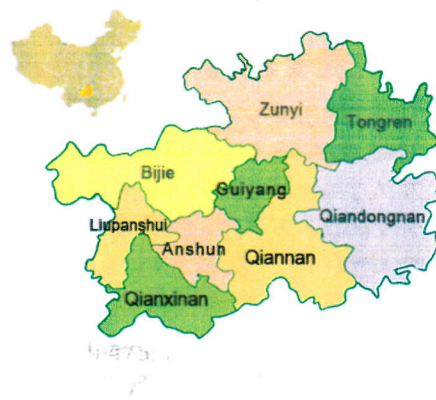 Zunyi
Tongren
Bijie
Guiyang
Qiandongnan
Liupanshui
Anshun
Qiannan
Qianxinan